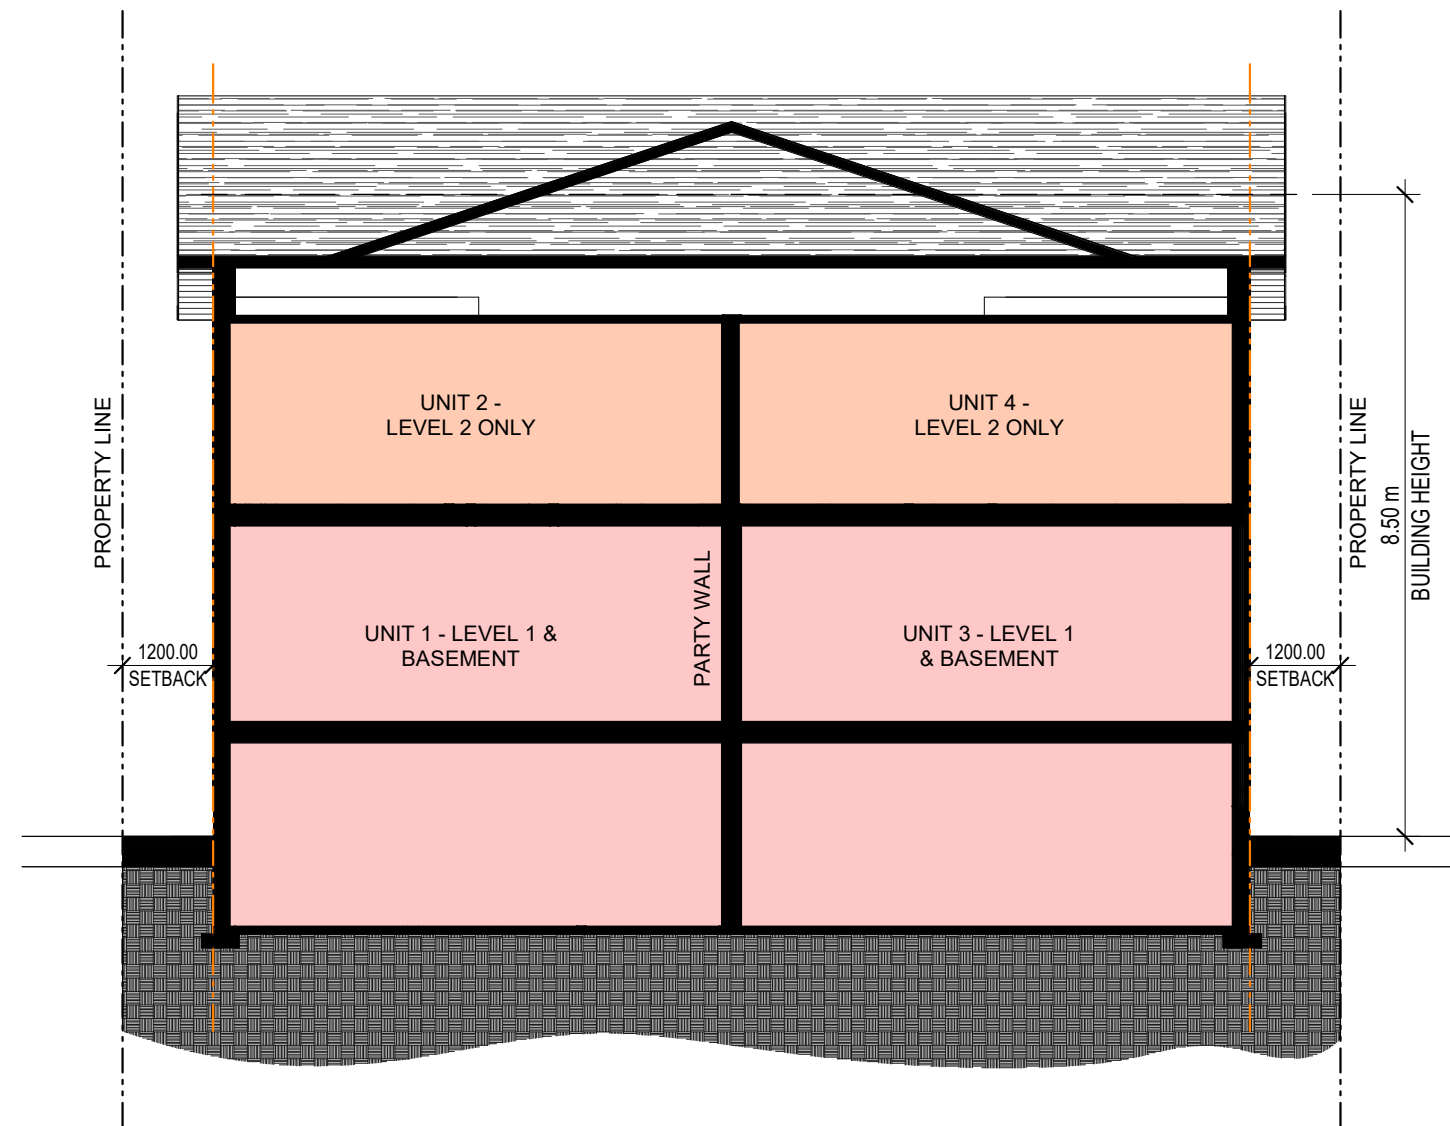 UNIT 2 -
LEVEL 2 ONLY
UNIT 4 -
LEVEL 2 ONLY
PROPERTY LINE
PROPERTY LINE
8.50 m
BUILDING HEIGHT
PARTY WALL
UNIT 1 - LEVEL 1 &
BASEMENT
UNIT 3 - LEVEL 1
& BASEMENT
1200.00
SETBACK
1200.00
SETBACK